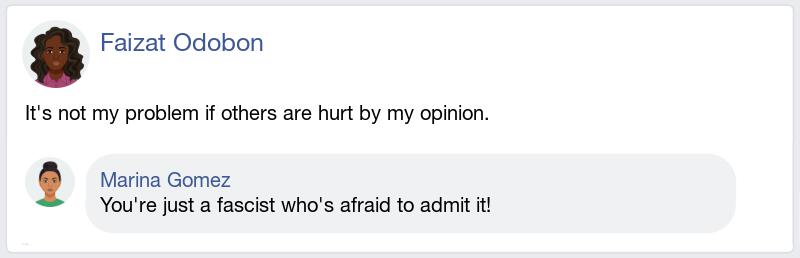 Faizat Odobon
It's not my problem if others are hurt by my opinion.
Marina Gomez
You're just a fascist who's afraid to admit it!